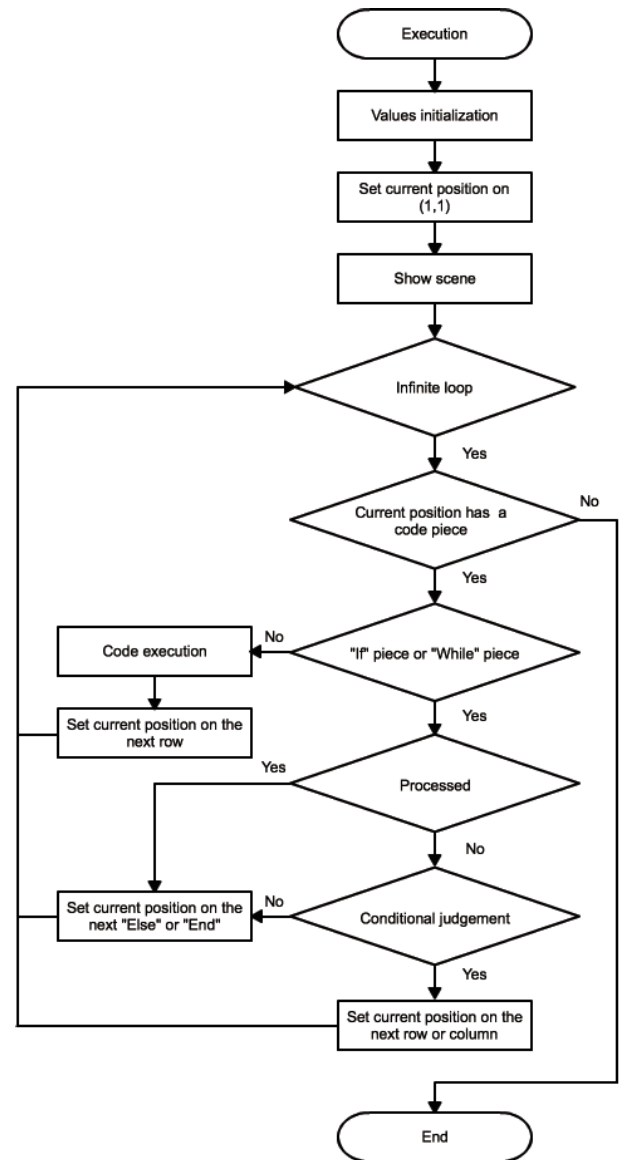 Execution
Values initialization
Set current position on
(1,1)
Show scene
Infinite loop
Yes
Current position has a
code piece
No
Yes
"If" piece or "While" piece
No
Code execution
Set current position on the
next row
Yes
Processed
Yes
No
Conditional judgement
No
Set current position on the
next "Else" or "End"
Yes
Set current position on the
next row or column
End